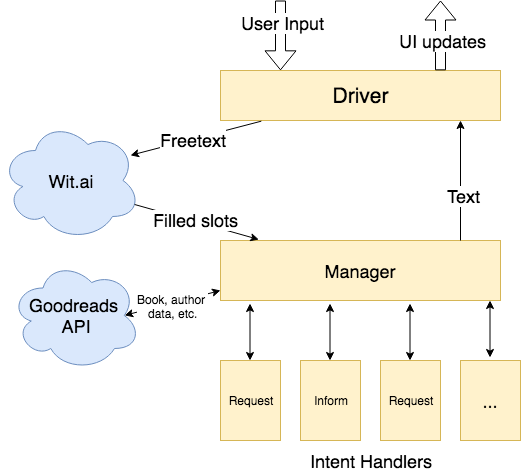 User Input
UI updates
Driver
Freetext
Wit.ai
Text
Filled slots
Manager
Goodreads
API
Book, author
data, etc.
Request
Inform
Request
...
Intent Handlers